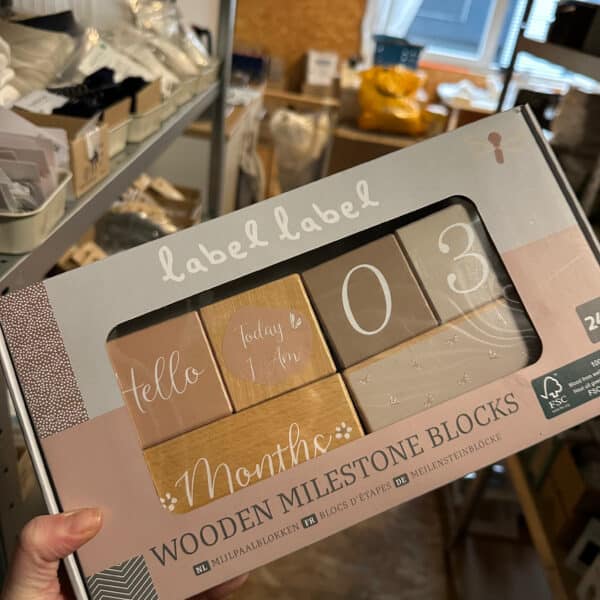 label label
Hello
Today
I Am
0
3
Months
24
FSC
WOODEN MILESTONE BLOCKS
NL MIJLPAALBLOKKEN FR BLOCS D'ÉTAPES DE MEILENSTEINBLÖCKE